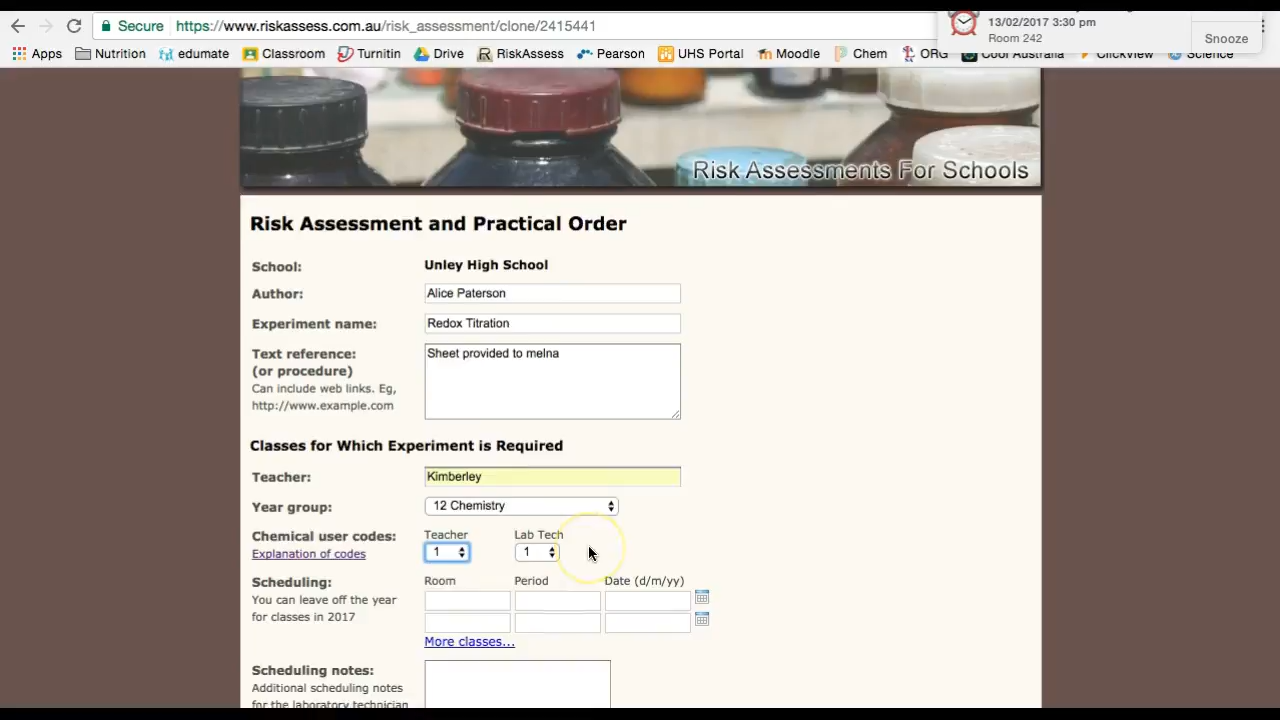 Secure https://www.riskassess.com.au/risk_assessment/clone/2415441
13/02/2017 3:30 pm
Room 242
Snooze
Apps Nutrition edumate Classroom Turnitin Drive RiskAssess Pearson UHS Portal Moodle Chem ORG Cool Australia ClickView Science
Risk Assessments For Schools
Risk Assessment and Practical Order
School: Unley High School
Author: Alice Paterson
Experiment name: Redox Titration
Text reference: Sheet provided to melna
(or procedure)
Can include web links. Eg,
http://www.example.com
Classes for Which Experiment is Required
Teacher: Kimberley
Year group: 12 Chemistry
Chemical user codes: Teacher Lab Tech
Explanation of codes 1 1
Scheduling: Room Period Date (d/m/yy)
You can leave off the year
for classes in 2017
More classes...
Scheduling notes:
Additional scheduling notes
for the laboratory technician